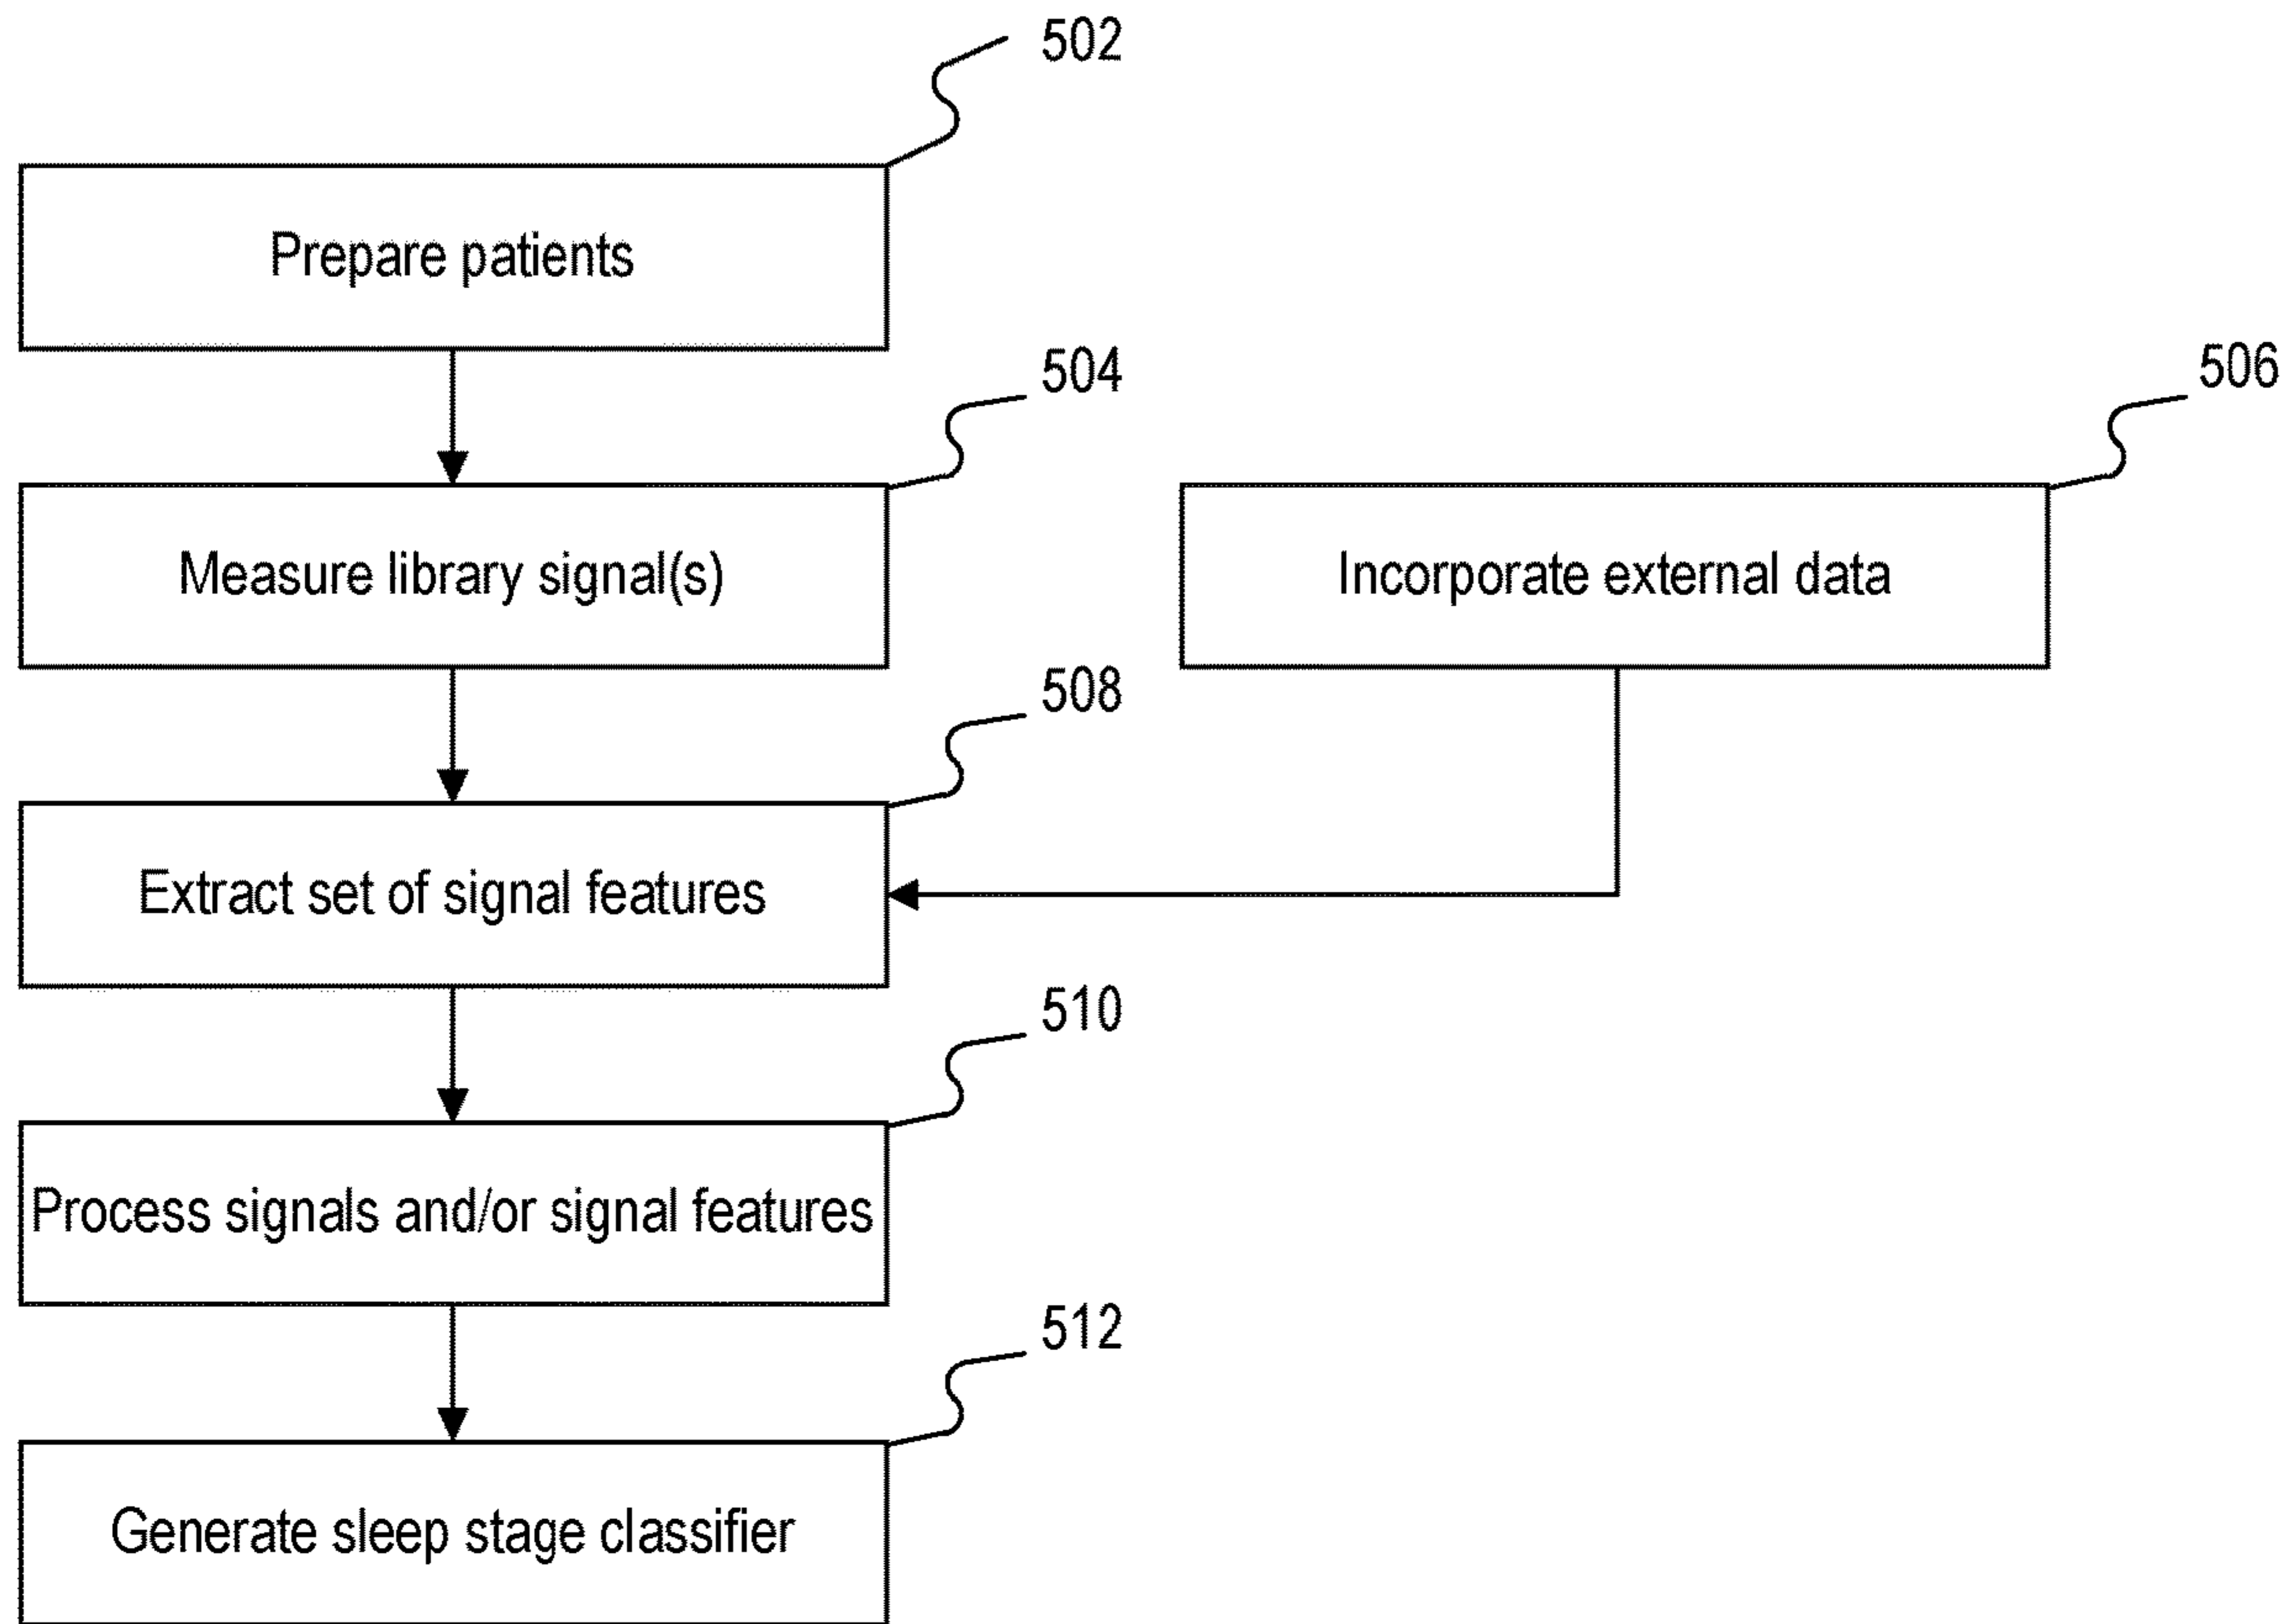 502
Prepare patients
504
506
Measure library signal(s)
Incorporate external data
508
Extract set of signal features
510
Process signals and/or signal features
512
Generate sleep stage classifier